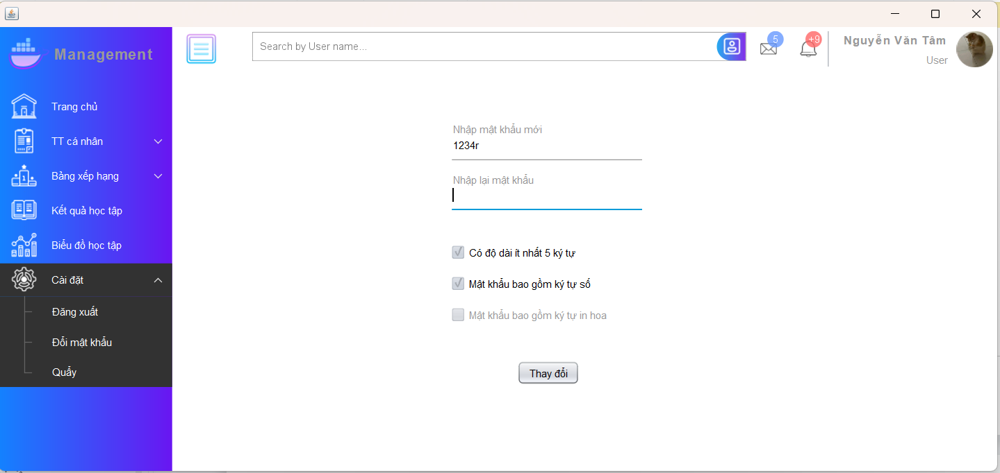 Management
Search by User name...
5
+9
Nguyễn Văn Tâm
User
Trang chủ
TT cá nhân
Bảng xếp hạng
1
Kết quả học tập
Biểu đồ học tập
Cài đặt
Đăng xuất
Đổi mật khẩu
Quẩy
Nhập mật khẩu mới
1234r
Nhập lại mật khẩu
Có độ dài ít nhất 5 ký tự
Mật khẩu bao gồm ký tự số
Mật khẩu bao gồm ký tự in hoa
Thay đổi